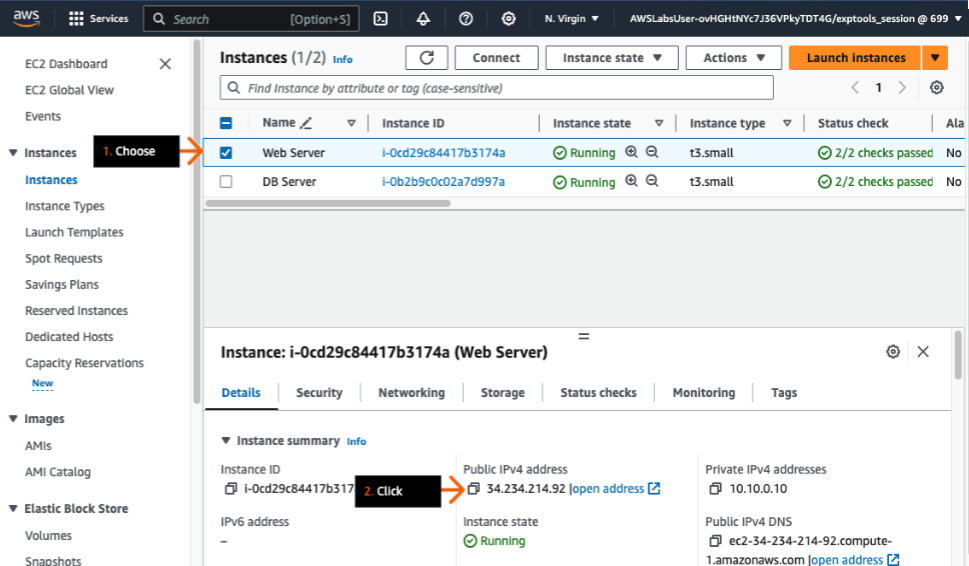 aws Services Search [Option+S] N. Virgin ▼ AWSLabsUser-ovHGHtNYc7J36VPkyTDT4G/exptools_session @ 699 ▼
EC2 Dashboard
EC2 Global View
Events
Instances
Instances
Instance Types
Launch Templates
Spot Requests
Savings Plans
Reserved Instances
Dedicated Hosts
Capacity Reservations
New
Images
AMIs
AMI Catalog
Elastic Block Store
Volumes
Snapshots
1. Choose
Instances (1/2) Info
Connect Instance state ▼ Actions ▼ Launch instances ▼
Find Instance by attribute or tag (case-sensitive) 1
Name Instance ID Instance state Instance type Status check Ala
Web Server i-0cd29c84417b3174a Running t3.small 2/2 checks passed No
DB Server i-0b2b9c0c02a7d997a Running t3.small 2/2 checks passed No
Instance: i-0cd29c84417b3174a (Web Server)
Details Security Networking Storage Status checks Monitoring Tags
Instance summary Info
Instance ID
i-0cd29c84417b317
2. Click
Public IPv4 address
34.234.214.92 |open address
Private IPv4 addresses
10.10.0.10
IPv6 address
–
Instance state
Running
Public IPv4 DNS
ec2-34-234-214-92.compute-
1.amazonaws.com |open address